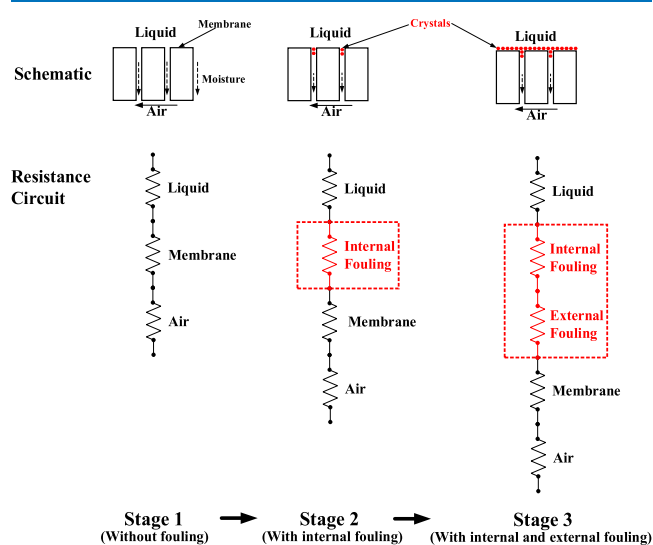 Liquid
Membrane
Liquid
Crystals
Liquid
Schematic
Moisture
Air
Air
Air
Resistance
Circuit
Liquid
Membrane
Air
Liquid
Internal
Fouling
Membrane
Air
Liquid
Internal
Fouling
External
Fouling
Membrane
Air
Stage 1
(Without fouling)
Stage 2
(With internal fouling)
Stage 3
(With internal and external fouling)